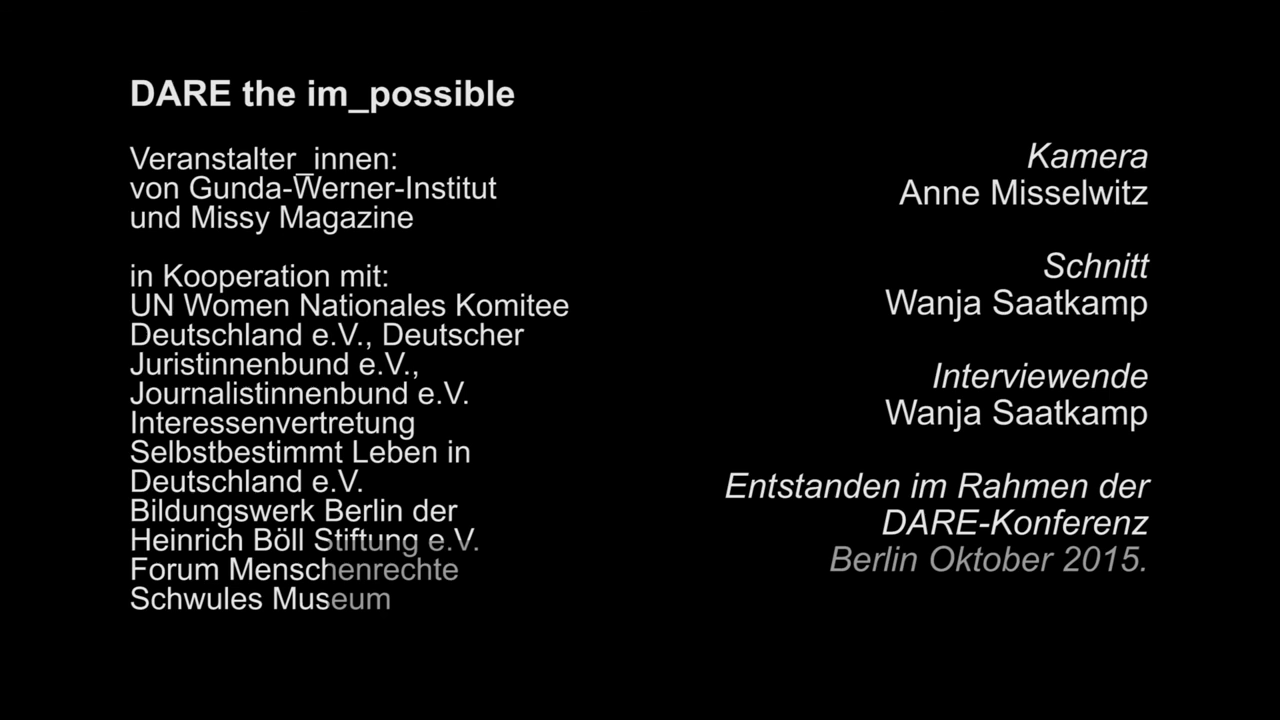 DARE the im_possible
Veranstalter_innen:
von Gunda-Werner-Institut
und Missy Magazine
in Kooperation mit:
UN Women Nationales Komitee
Deutschland e.V., Deutscher
Juristinnenbund e.V.,
Journalistinnenbund e.V.
Interessenvertretung
Selbstbestimmt Leben in
Deutschland e.V.
Bildungswerk Berlin der
Heinrich Böll Stiftung e.V.
Forum Menschenrechte
Schwules Museum
Kamera
Anne Misselwitz
Schnitt
Wanja Saatkamp
Interviewende
Wanja Saatkamp
Entstanden im Rahmen der
DARE-Konferenz
Berlin Oktober 2015.